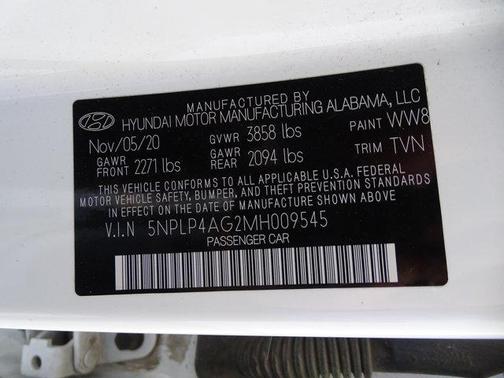 MANUFACTURED BY
HYUNDAI MOTOR MANUFACTURING ALABAMA, LLC
Nov/05/20 GVWR 3858 lbs PAINT WW8
GAWR FRONT 2271 lbs GAWR REAR 2094 lbs TRIM TVN
THIS VEHICLE CONFORMS TO ALL APPLICABLE U.S.A. FEDERAL
MOTOR VEHICLE SAFETY, BUMPER, AND THEFT PREVENTION STANDARDS
IN EFFECT ON THE DATE OF MANUFACTURE SHOWN ABOVE.
V.I.N 5NPLP4AG2MH009545
PASSENGER CAR